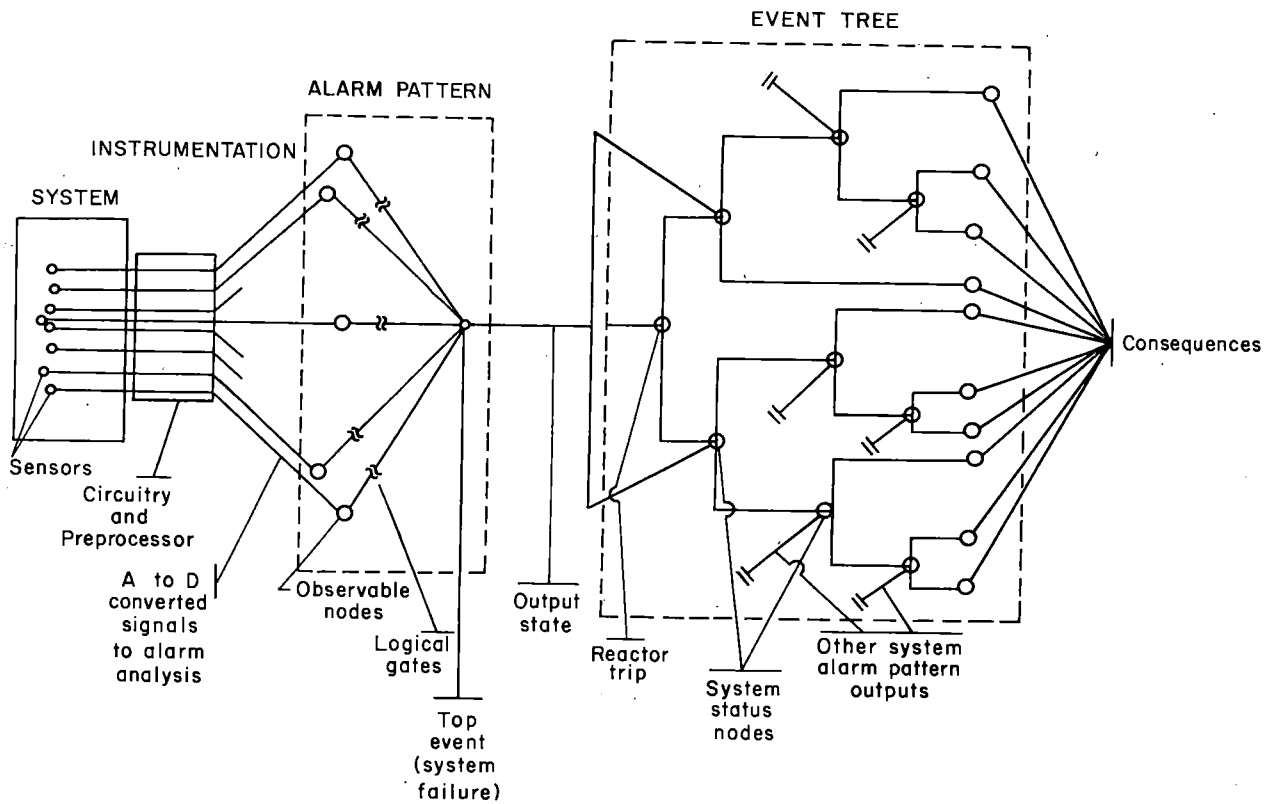 EVENT TREE
ALARM PATTERN
INSTRUMENTATION
SYSTEM
Consequences
Sensors
Circuitry
and
Preprocessor
A to D
converted
signals
to alarm
analysis
Observable
nodes
Logical
gates
Output
state
Reactor
trip
System
status
nodes
Other system
alarm pattern
outputs
Top
event
(system
failure)